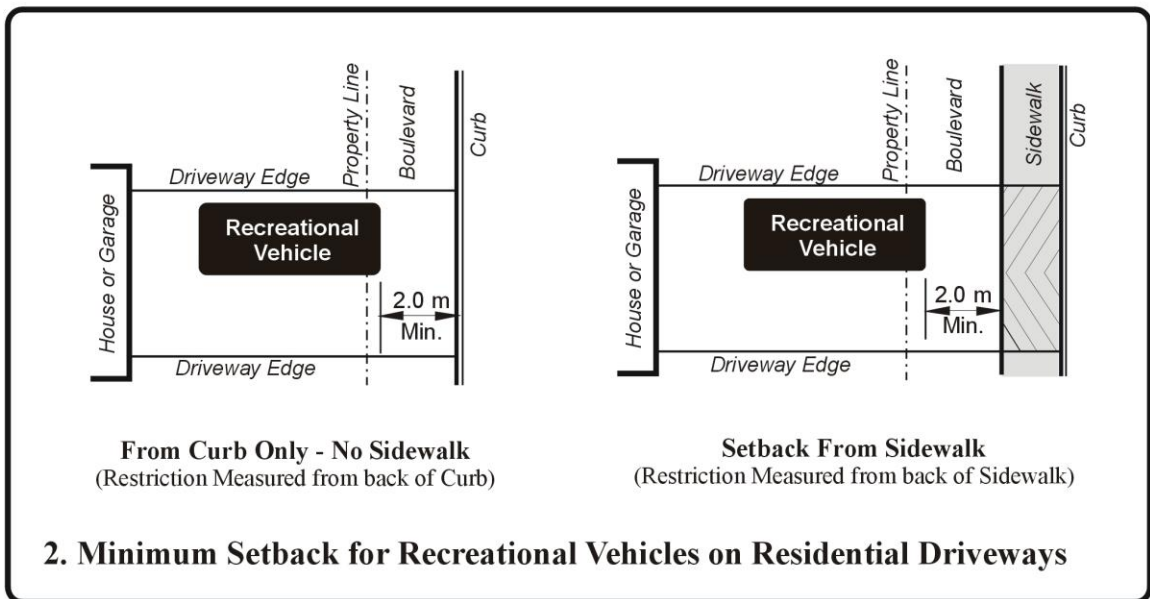 House or Garage
Driveway Edge
Property Line
Boulevard
Curb
Recreational
Vehicle
2.0 m
Min.
Driveway Edge
From Curb Only - No Sidewalk
(Restriction Measured from back of Curb)
House or Garage
Driveway Edge
Property Line
Boulevard
Sidewalk
Curb
Recreational
Vehicle
2.0 m
Min.
Driveway Edge
Setback From Sidewalk
(Restriction Measured from back of Sidewalk)
2. Minimum Setback for Recreational Vehicles on Residential Driveways